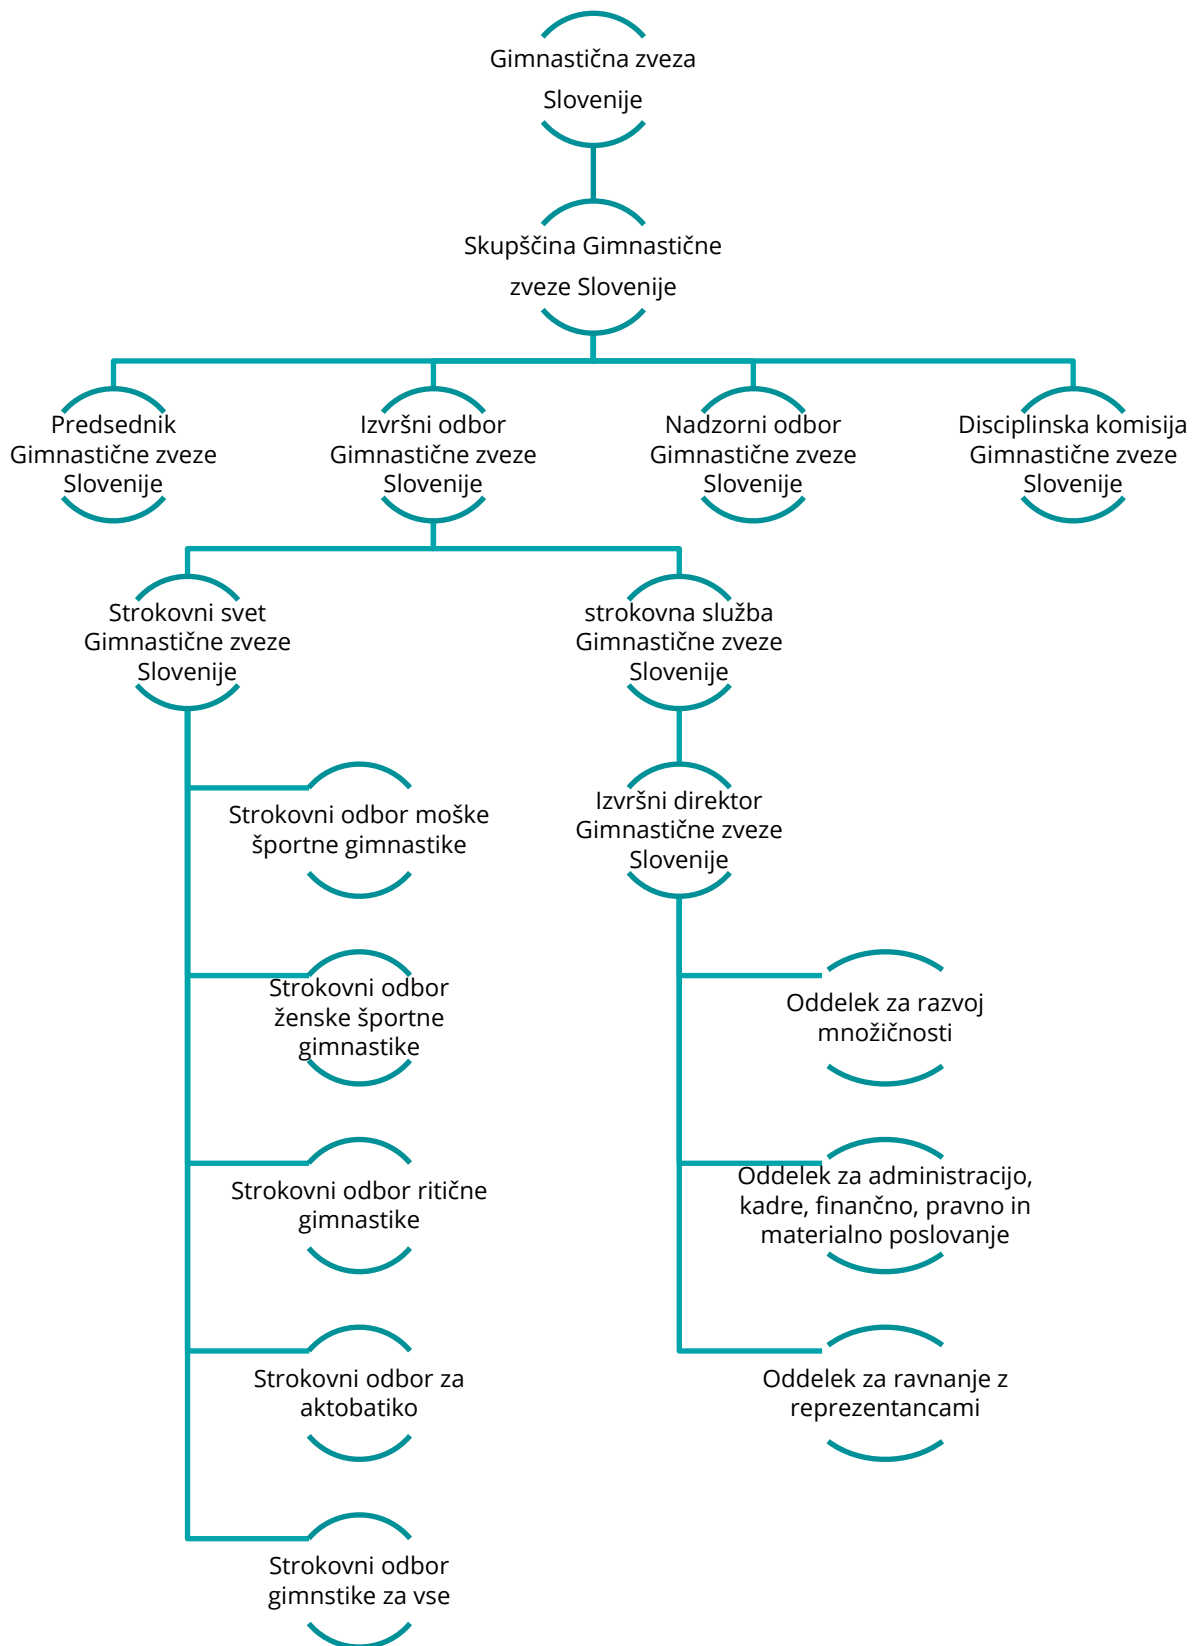 Gimnastična zveza
Slovenije
Skupščina Gimnastične
zveze Slovenije
Predsednik
Gimnastične zveze
Slovenije
Izvršni odbor
Gimnastične zveze
Slovenije
Nadzorni odbor
Gimnastične zveze
Slovenije
Disciplinska komisija
Gimnastične zveze
Slovenije
Strokovni svet
Gimnastične zveze
Slovenije
strokovna služba
Gimnastične zveze
Slovenije
Strokovni odbor moške
športne gimnastike
Izvršni direktor
Gimnastične zveze
Slovenije
Strokovni odbor
ženske športne
gimnastike
Oddelek za razvoj
množičnosti
Strokovni odbor ritične
gimnastike
Oddelek za administracijo,
kadre, finančno, pravno in
materialno poslovanje
Strokovni odbor za
aktobatiko
Oddelek za ravnanje z
reprezentancami
Strokovni odbor
gimnstike za vse